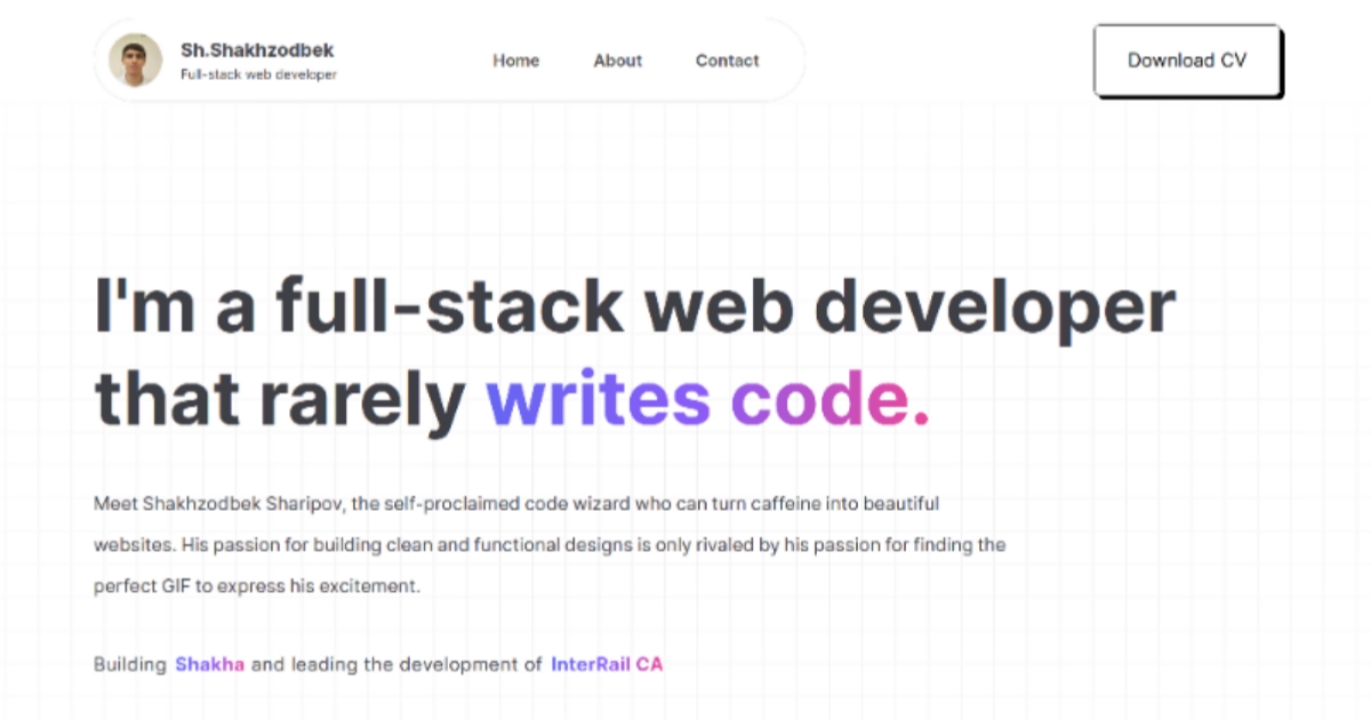 Sh.Shakhzodbek
Full-stack web developer
Home About Contact
Download CV
I'm a full-stack web developer
that rarely writes code.
Meet Shakhzodbek Sharipov, the self-proclaimed code wizard who can turn caffeine into beautiful
websites. His passion for building clean and functional designs is only rivaled by his passion for finding the
perfect GIF to express his excitement.
Building Shakha and leading the development of InterRail CA